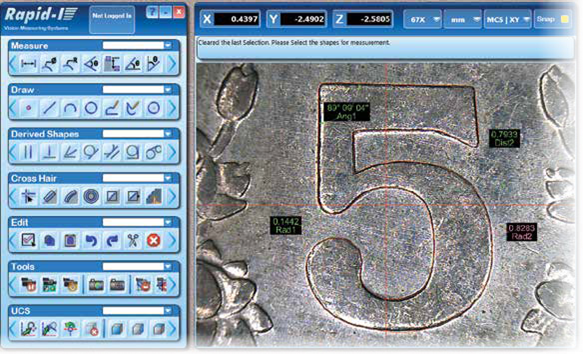 Rapid-I
Vision Measuring Systems
Not Logged In
X 0.4397 Y -2.4902 Z -2.5805 67X mm MCS | XY Snap
Cleared the last Selection. Please Select the shapes for measurement.
Measure
Draw
Derived Shapes
Cross Hair
Edit
Tools
UCS
83° 09' 04"
Ang1
0.7933
Dist2
0.1442
Rad1
0.8283
Rad2
5